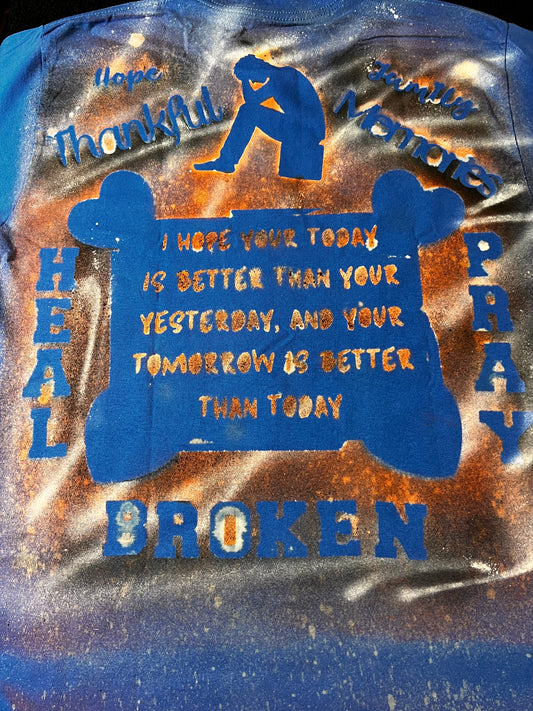 Hope
Family
Thankful
Memories
HEAL
PRAY
I HOPE YOUR TODAY
IS BETTER THAN YOUR
YESTERDAY, AND YOUR
TOMORROW IS BETTER
THAN TODAY
BROKEN